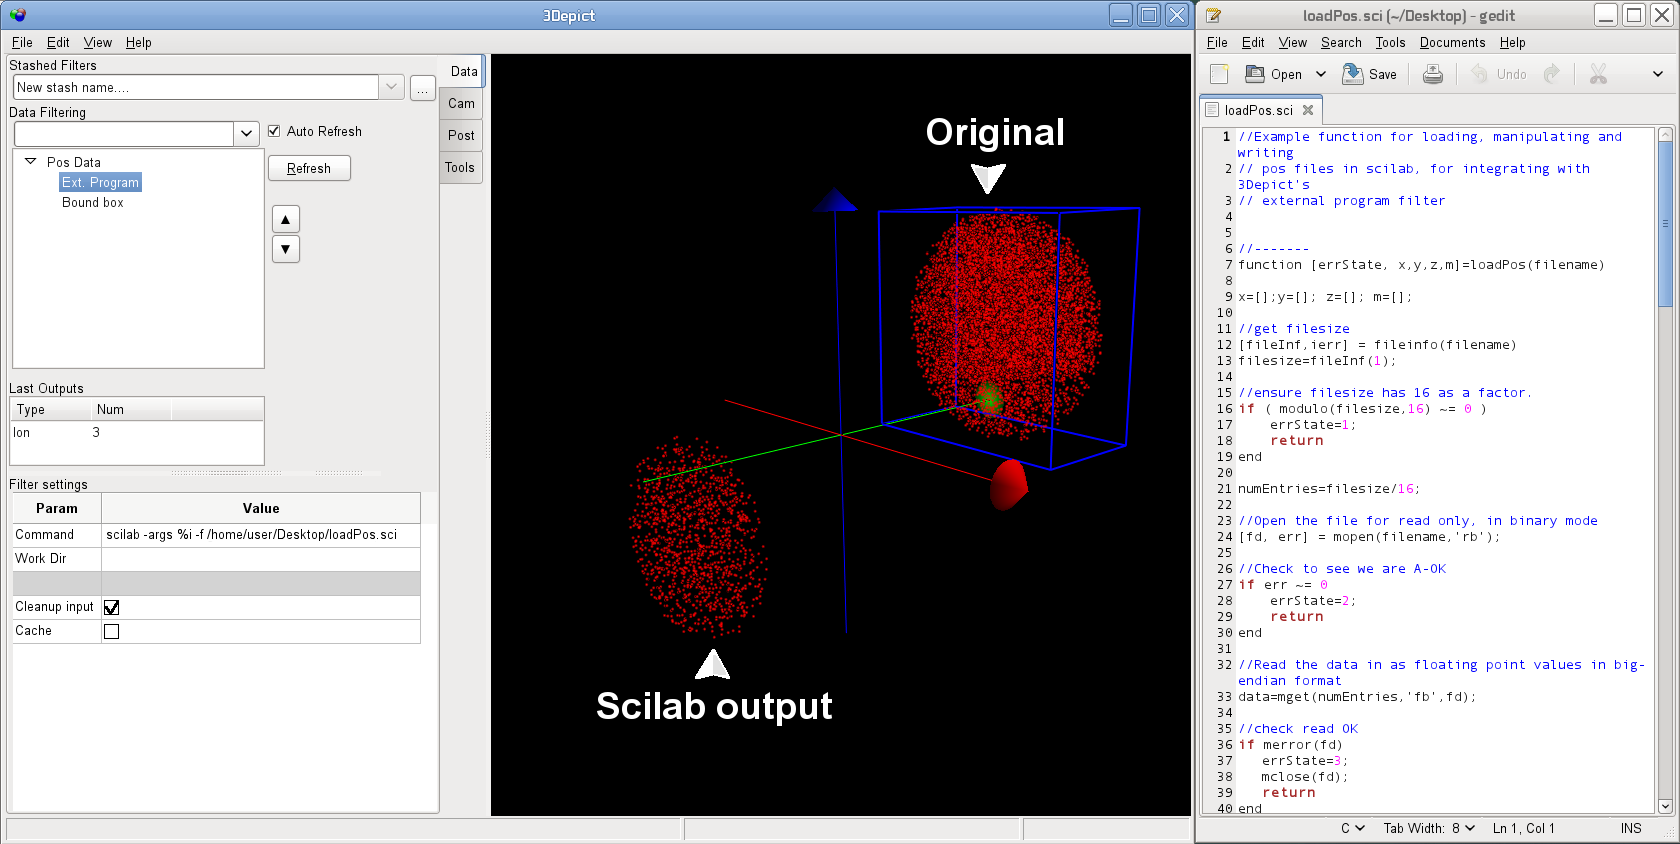 3Depict
File Edit View Help
Stashed Filters
New stash name....
...
Data Filtering
Auto Refresh
Pos Data
Ext. Program
Bound box
Refresh
Last Outputs
Type Num
Ion 3
Filter settings
Param Value
Command scilab -args %i -f /home/user/Desktop/loadPos.sci
Work Dir
Cleanup input
Cache
Data
Cam
Post
Tools
Original
Scilab output
loadPos.sci (~/Desktop) - gedit
File Edit View Search Tools Documents Help
Open Save Undo
loadPos.sci
1 //Example function for loading, manipulating and
writing
2 // pos files in scilab, for integrating with
3Depict's
3 // external program filter
4
5
6 //-------
7 function [errState, x,y,z,m]=loadPos(filename)
8
9 x=[];y=[]; z=[]; m=[];
10
11 //get filesize
12 [fileInf,ierr] = fileinfo(filename)
13 filesize=fileInf(1);
14
15 //ensure filesize has 16 as a factor.
16 if ( modulo(filesize,16) ~= 0 )
17     errState=1;
18     return
19 end
20
21 numEntries=filesize/16;
22
23 //Open the file for read only, in binary mode
24 [fd, err] = mopen(filename,'rb');
25
26 //Check to see we are A-OK
27 if err ~= 0
28     errState=2;
29     return
30 end
31
32 //Read the data in as floating point values in big-
endian format
33 data=mget(numEntries,'fb',fd);
34
35 //check read OK
36 if merror(fd)
37    errState=3;
38    mclose(fd);
39    return
40 end
C Tab Width: 8 Ln 1, Col 1 INS